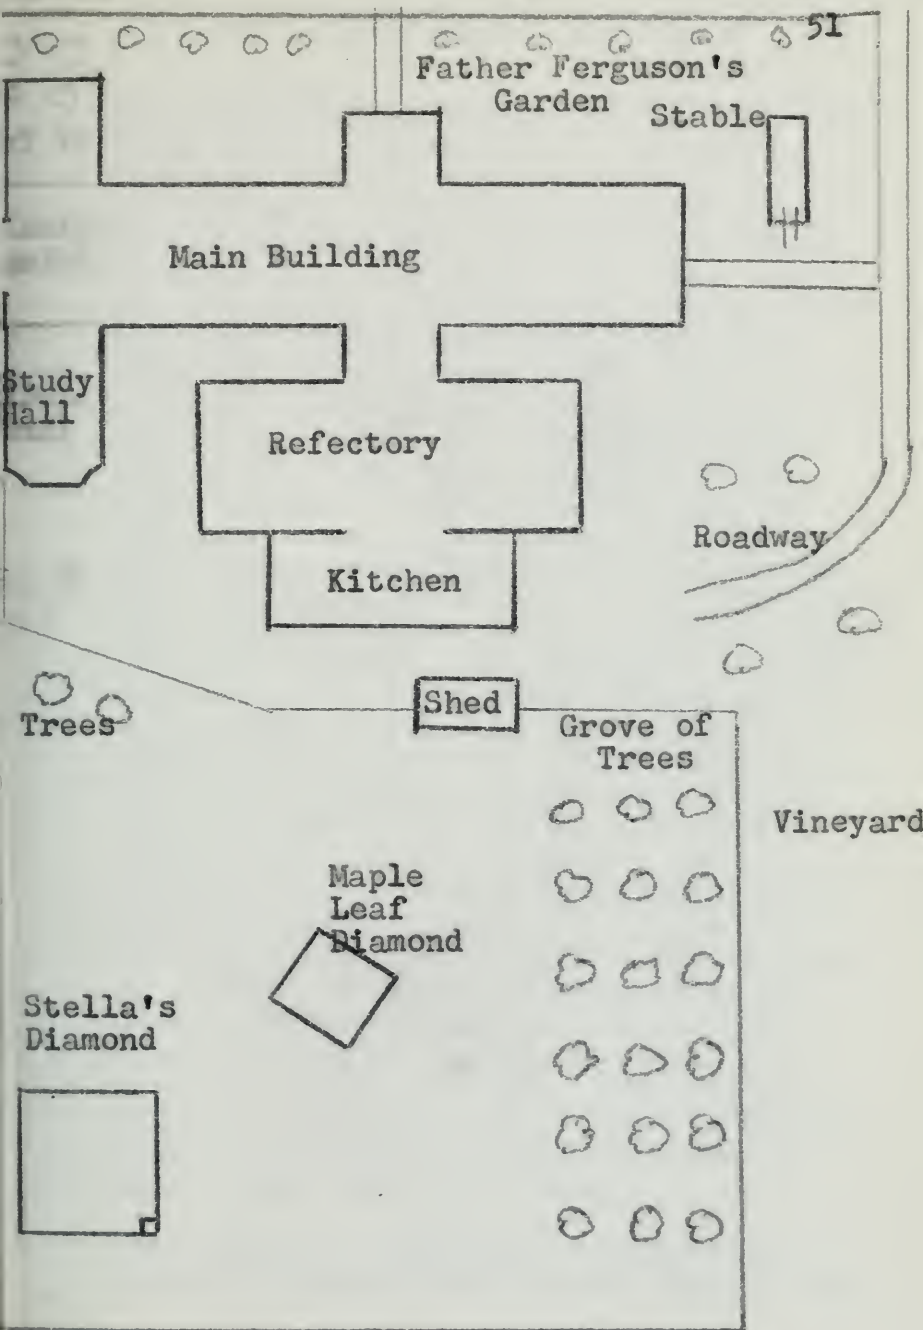 51
Father Ferguson's
Garden
Stable
Main Building
Study
Hall
Refectory
Roadway
Kitchen
Shed
Trees
Grove of
Trees
Vineyard
Maple
Leaf
Diamond
Stella's
Diamond